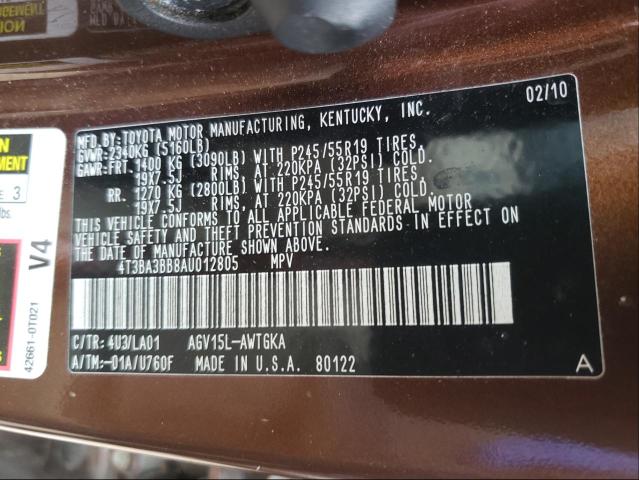 02/10
MFD.BY:TOYOTA MOTOR MANUFACTURING, KENTUCKY, INC.
GVWR:2340KG (5160LB)
GAWR:FRT.1400 KG (3090LB) WITH P245/55R19 TIRES,
19X7.5J RIMS, AT 220KPA (32PSI) COLD.
RR. 1270 KG (2800LB) WITH P245/55R19 TIRES,
19X7.5J RIMS, AT 220KPA (32PSI) COLD.
THIS VEHICLE CONFORMS TO ALL APPLICABLE FEDERAL MOTOR
VEHICLE SAFETY AND THEFT PREVENTION STANDARDS IN EFFECT ON
THE DATE OF MANUFACTURE SHOWN ABOVE.
4T3BA3BB8AU012805 MPV
C/TR: 4U3/LA01 AGV15L-AWTGKA
A/TM:-01A/U760F MADE IN U.S.A. 80122
A
V4
42661-0T021
3
lbs.